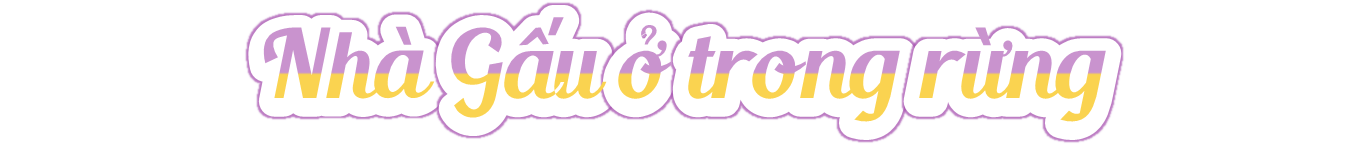 Nhà Gấu ở trong rừng